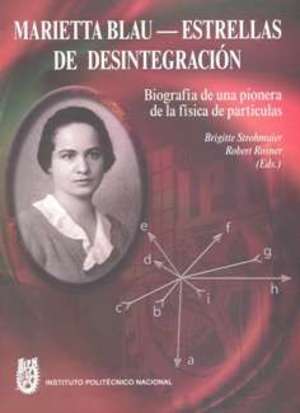 MARIETTA BLAU — ESTRELLAS
DE DESINTEGRACIÓN
Biografía de una pionera
de la física de partículas
Brigitte Strohmaier
Robert Rosner
(Eds.)
e
f
g
d
h
c
b
i
a
INSTITUTO POLITÉCNICO NACIONAL